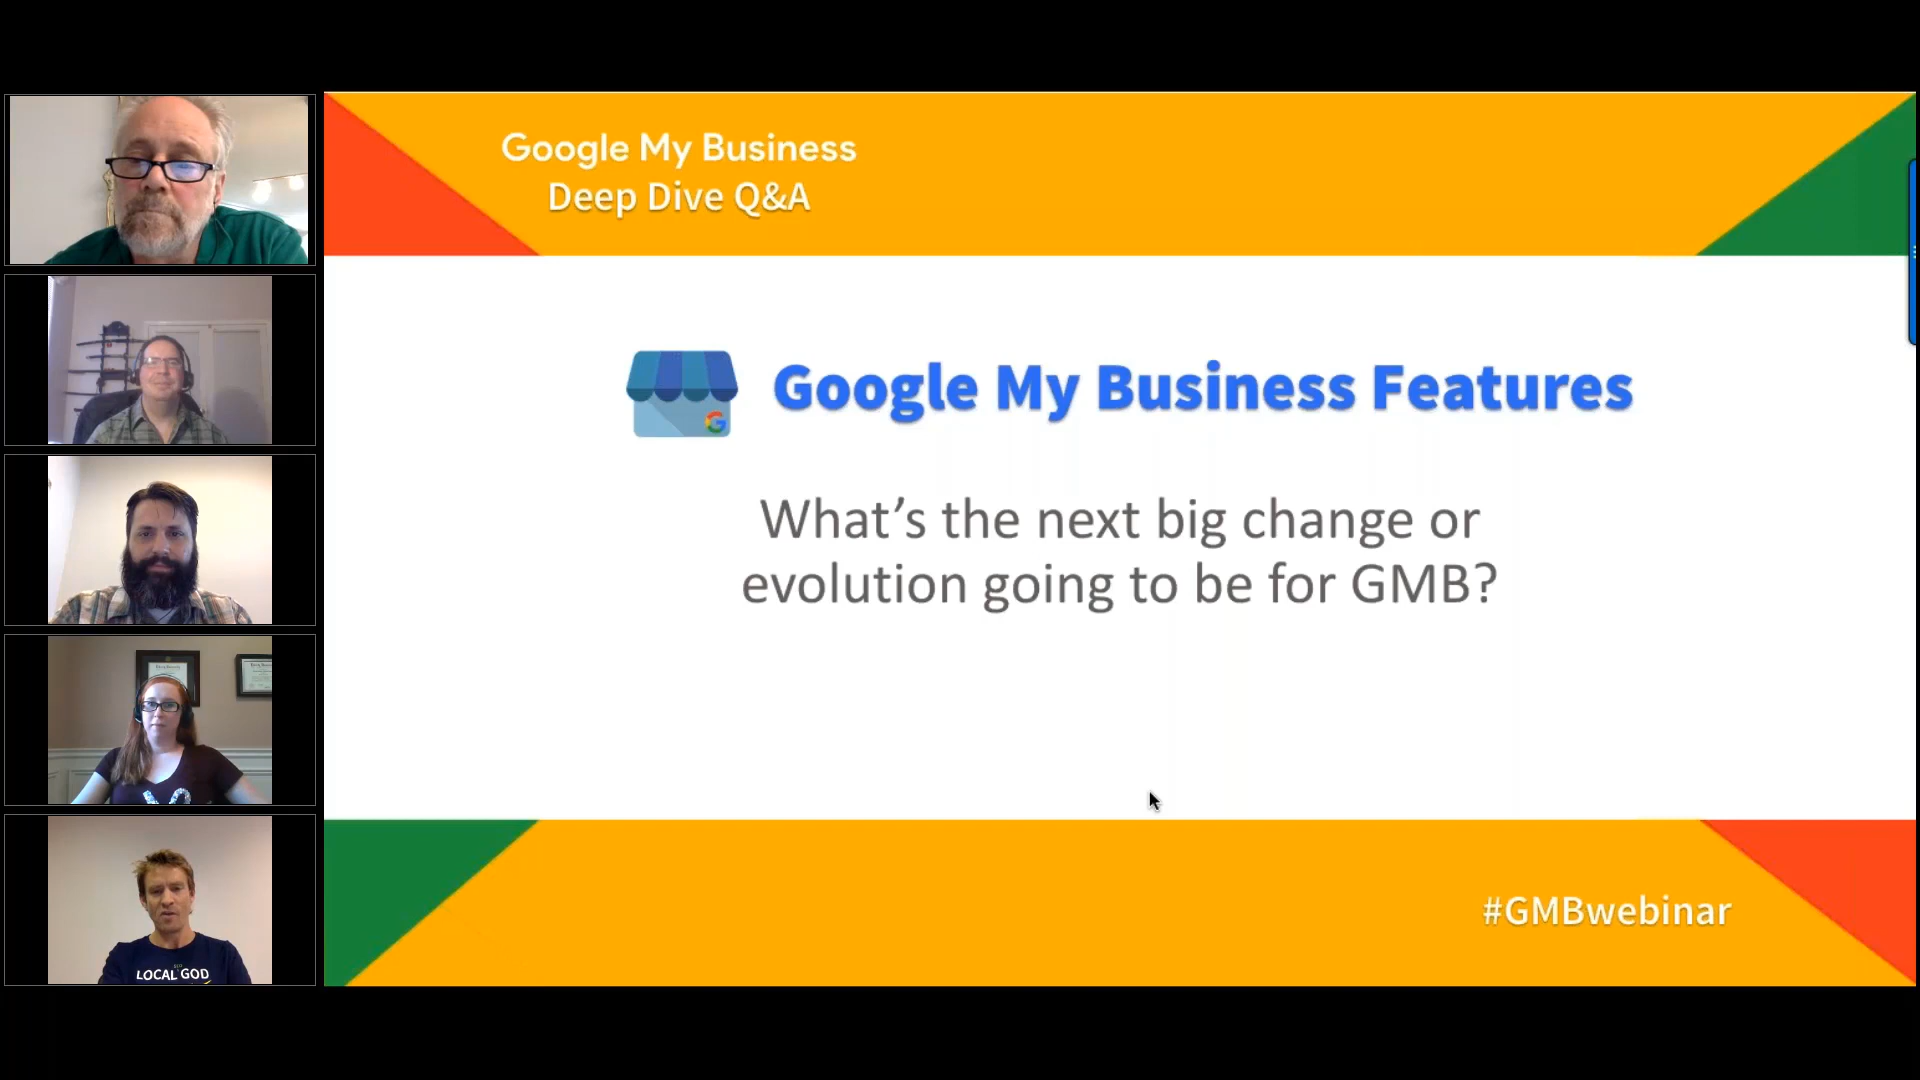 Google My Business
Deep Dive Q&A
Google My Business Features
G
What's the next big change or
evolution going to be for GMB?
#GMBwebinar
LOCAL GOD